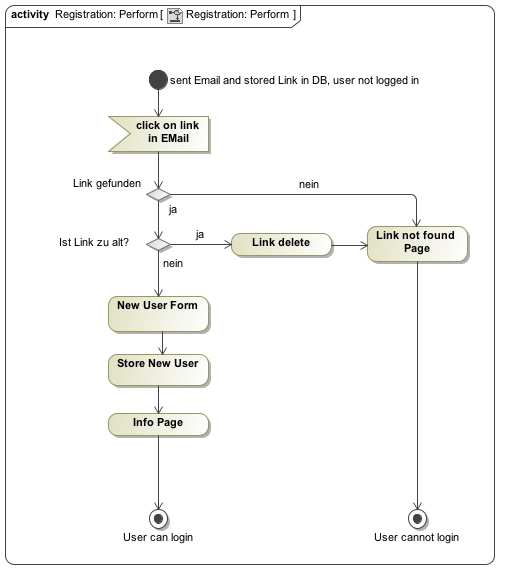 activity Registration: Perform [ Registration: Perform ]
sent Email and stored Link in DB, user not logged in
click on link
in EMail
Link gefunden
nein
ja
Ist Link zu alt?
ja
Link delete
Link not found
Page
nein
New User Form
Store New User
Info Page
User can login
User cannot login